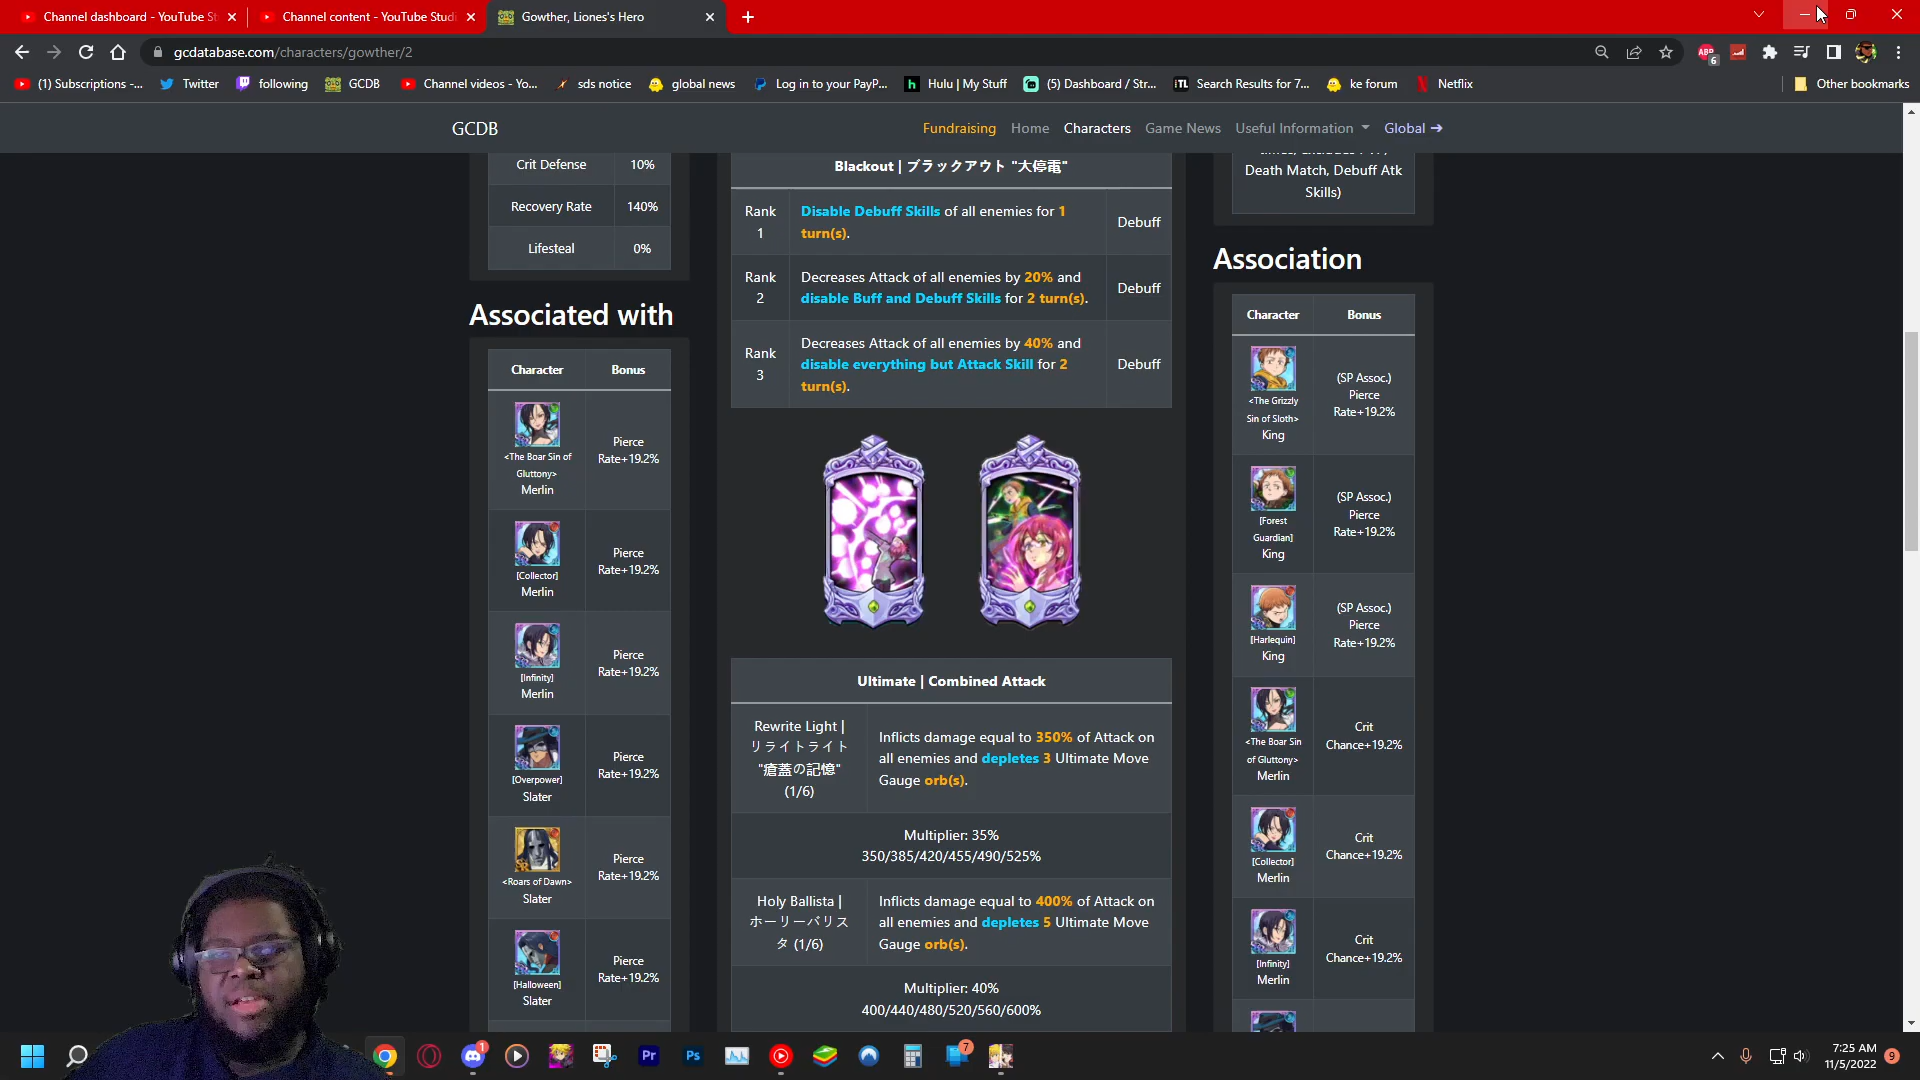 Channel dashboard - YouTube St
Channel content - YouTube Studi
Gowther, Liones's Hero
gcdatabase.com/characters/gowther/2
ABP
6
(1) Subscriptions -...
Twitter
following
GCDB
Channel videos - Yo...
sds notice
global news
Log in to your PayP...
Hulu | My Stuff
(5) Dashboard / Str...
Search Results for 7...
ke forum
Netflix
Other bookmarks
GCDB
Fundraising
Home
Characters
Game News
Useful Information
Global ➔
Crit Defense 10%
Recovery Rate 140%
Lifesteal 0%
Associated with
Character Bonus
<The Boar Sin of
Gluttony>
Merlin
Pierce
Rate+19.2%
[Collector]
Merlin
Pierce
Rate+19.2%
[Infinity]
Merlin
Pierce
Rate+19.2%
[Overpower]
Slater
Pierce
Rate+19.2%
<Roars of Dawn>
Slater
Pierce
Rate+19.2%
[Halloween]
Slater
Pierce
Rate+19.2%
Blackout | ブラックアウト "大停電"
Rank
1
Disable Debuff Skills of all enemies for 1
turn(s).
Debuff
Rank
2
Decreases Attack of all enemies by 20% and
disable Buff and Debuff Skills for 2 turn(s).
Debuff
Rank
3
Decreases Attack of all enemies by 40% and
disable everything but Attack Skill for 2
turn(s).
Debuff
Ultimate | Combined Attack
Rewrite Light |
リライトライト
"瘡蓋の記憶"
(1/6)
Inflicts damage equal to 350% of Attack on
all enemies and depletes 3 Ultimate Move
Gauge orb(s).
Multiplier: 35%
350/385/420/455/490/525%
Holy Ballista |
ホーリーバリス
タ (1/6)
Inflicts damage equal to 400% of Attack on
all enemies and depletes 5 Ultimate Move
Gauge orb(s).
Multiplier: 40%
400/440/480/520/560/600%
Death Match, Debuff Atk
Skills)
Association
Character Bonus
<The Grizzly
Sin of Sloth>
King
(SP Assoc.)
Pierce
Rate+19.2%
[Forest
Guardian]
King
(SP Assoc.)
Pierce
Rate+19.2%
[Harlequin]
King
(SP Assoc.)
Pierce
Rate+19.2%
<The Boar Sin
of Gluttony>
Merlin
Crit
Chance+19.2%
[Collector]
Merlin
Crit
Chance+19.2%
[Infinity]
Merlin
Crit
Chance+19.2%
1
Pr
Ps
7
7:25 AM
11/5/2022
9